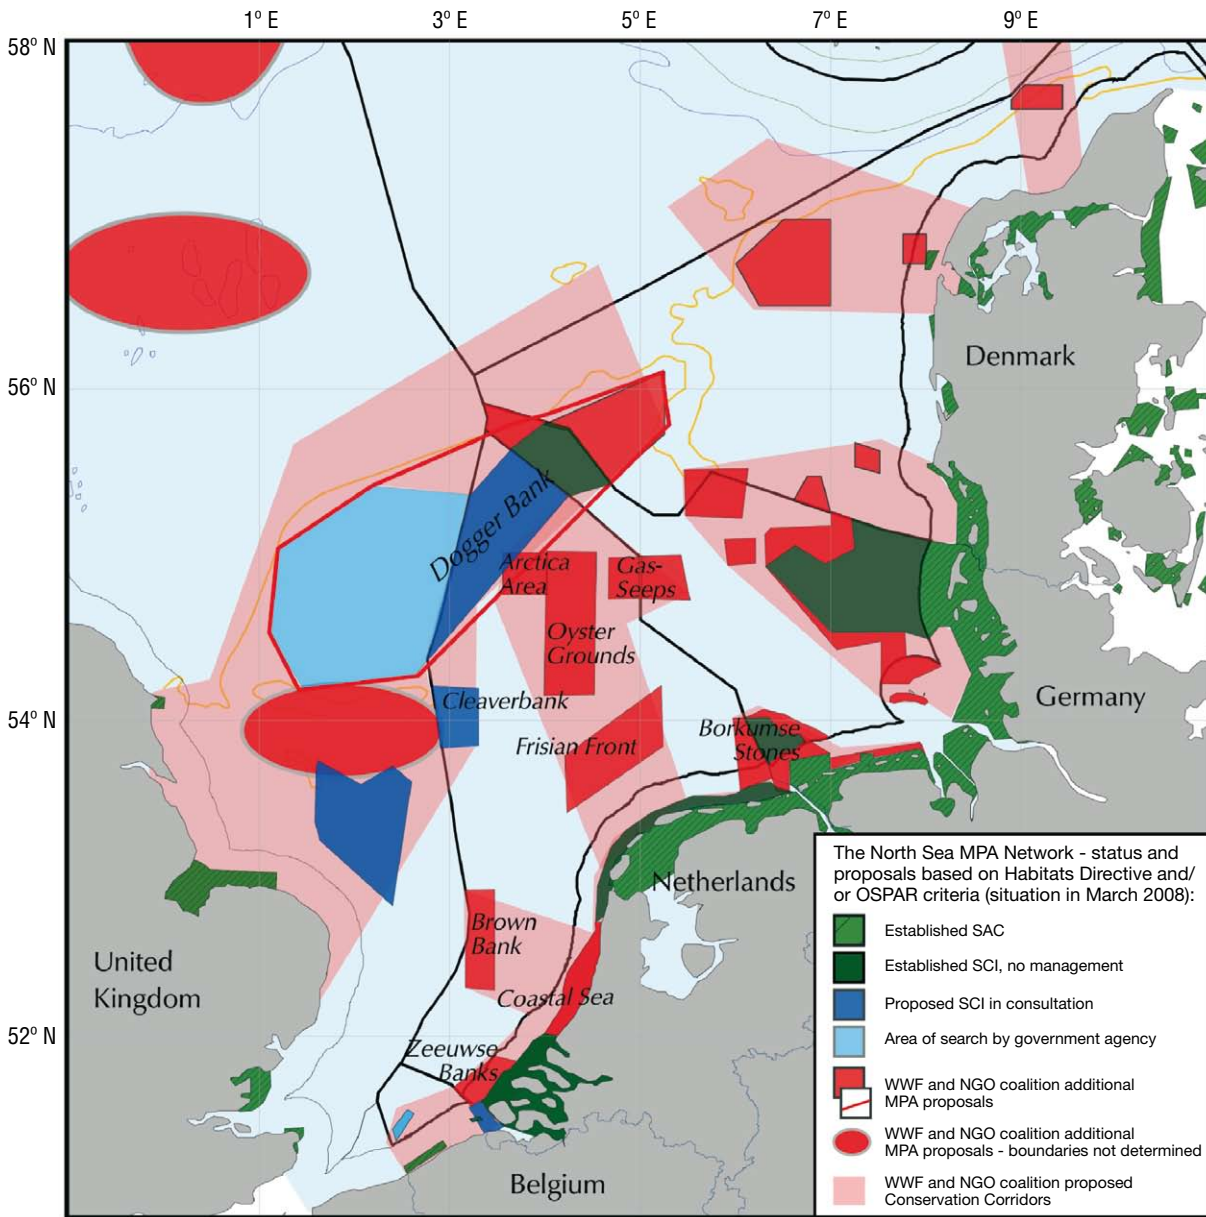 1° E
3° E
5° E
7° E
9° E
58° N
56° N
54° N
52° N
Denmark
Dogger Bank
Arctica
Area
Gas-
Seeps
Oyster
Grounds
Cleaverbank
Germany
Borkumse
Stones
Frisian Front
Netherlands
Brown
Bank
United
Kingdom
Coastal Sea
Zeeuwse
Banks
Belgium
The North Sea MPA Network - status and
proposals based on Habitats Directive and/
or OSPAR criteria (situation in March 2008):
Established SAC
Established SCI, no management
Proposed SCI in consultation
Area of search by government agency
WWF and NGO coalition additional
MPA proposals
WWF and NGO coalition additional
MPA proposals - boundaries not determined
WWF and NGO coalition proposed
Conservation Corridors